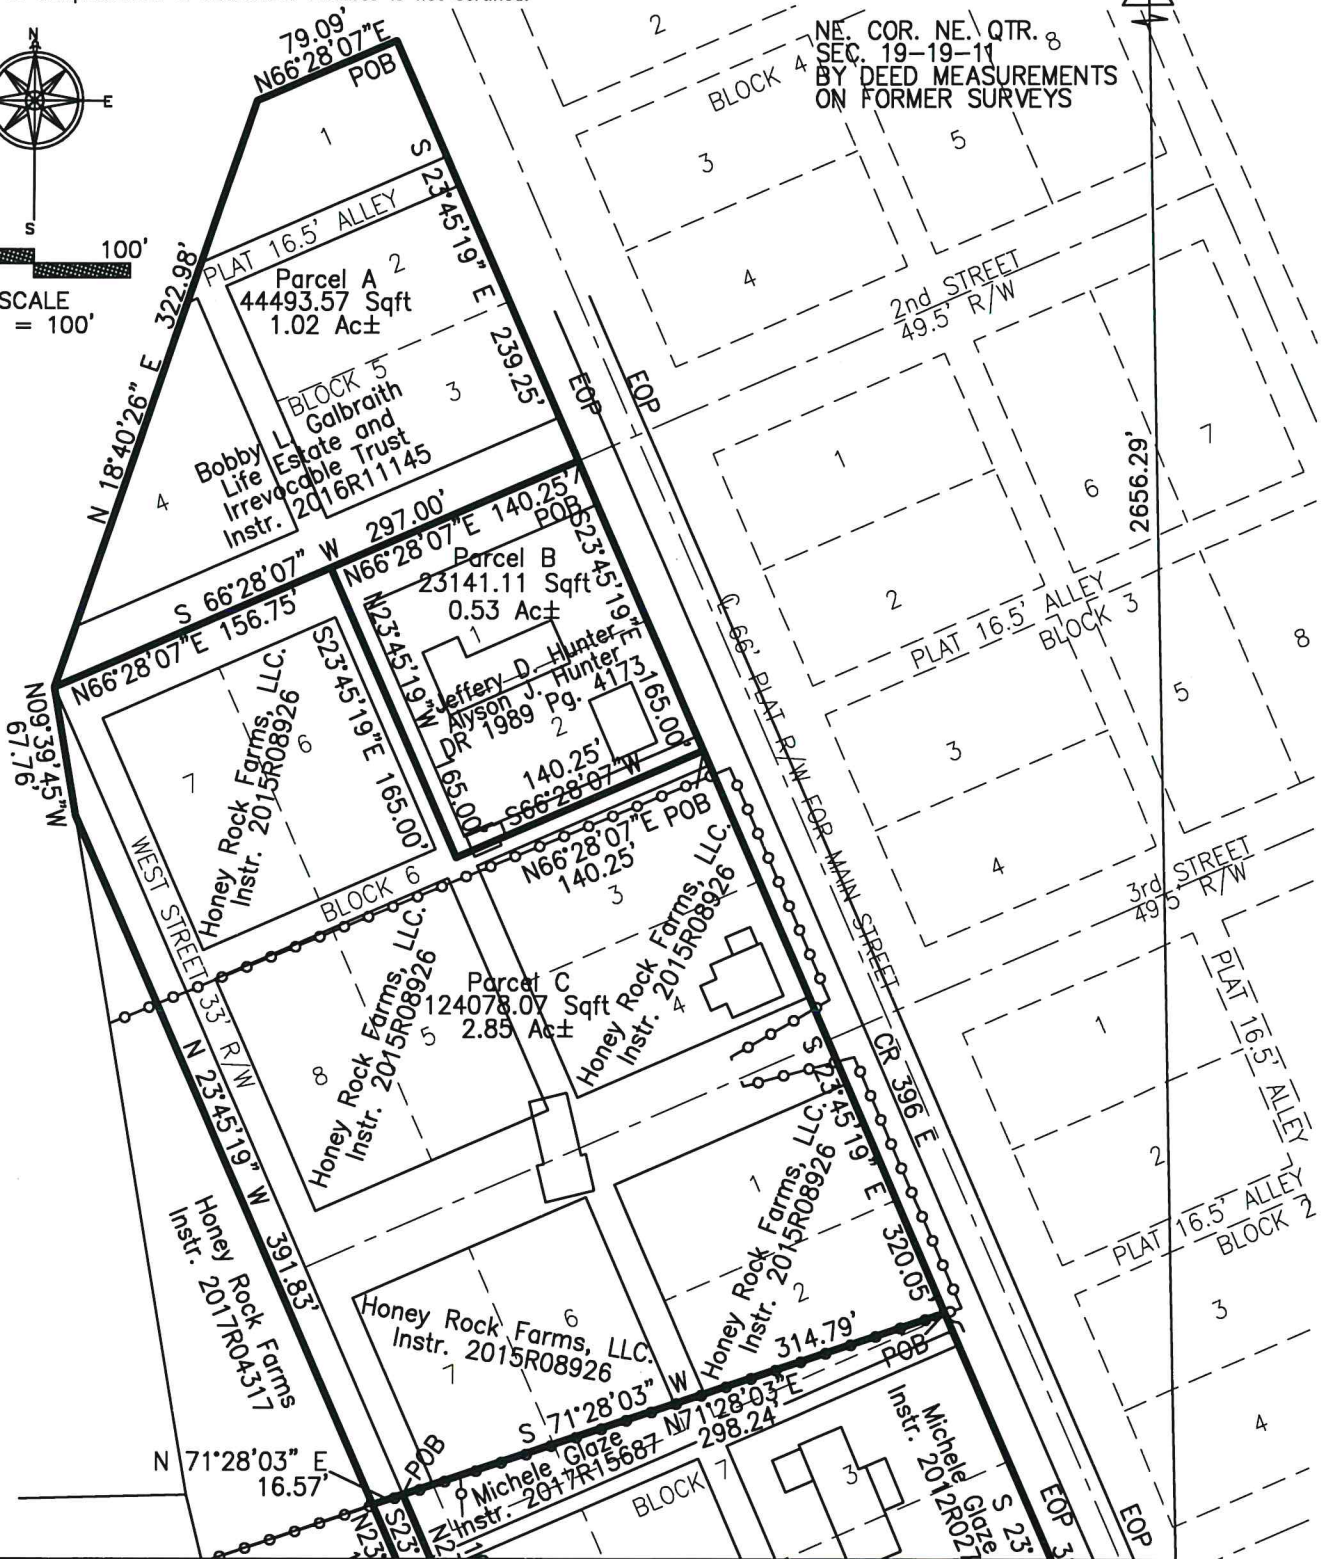 NE. COR. NE. QTR.
SEC. 19-19-11
BY DEED MEASUREMENTS
ON FORMER SURVEYS
N
E
S
100'
SCALE
= 100'
79.09'
N66°28'07"E
POB
1
PLAT 16.5' ALLEY
S 23°45'19" E 239.25'
N 18°40'26" E 322.98'
2
Parcel A
44493.57 Sqft
1.02 Ac±
BLOCK 5
3
4
Bobby L. Galbraith
Life Estate and
Irrevocable Trust
Instr. 2016R11145
S 66°28'07" W 297.00'
N66°28'07"E 156.75'
N66°28'07"E 140.25'
POB
Parcel B
23141.11 Sqft
0.53 Ac±
1
Jeffery D. Hunter
Alyson J. Hunter
DR 1989 Pg. 4173
2
S23°45'19"E 165.00'
N23°45'19"W 165.00'
140.25'
S66°28'07"W
N66°28'07"E POB
140.25'
S23°45'19"E 165.00'
N09°39'45"W
67.76'
7
6
Honey Rock Farms, LLC.
Instr. 2015R08926
WEST STREET 33' R/W
BLOCK 6
3
4
Honey Rock Farms, LLC.
Instr. 2015R08926
8
5
Honey Rock Farms, LLC.
Instr. 2015R08926
Parcel C
124078.07 Sqft
2.85 Ac±
N 23°45'19" W 391.83'
S 23°45'19" E 320.05'
Honey Rock Farms
Instr. 2017R04317
1
2
Honey Rock Farms, LLC.
Instr. 2015R08926
6
7
Honey Rock Farms, LLC.
Instr. 2015R08926
314.79'
S 71°28'03" W
N71°28'03"E
298.24'
POB
N 71°28'03" E
16.57'
POB
Michele Glaze
Instr. 2017R15687
BLOCK 7
3
Michele Glaze
S 23°
EOP
EOP
EOP
EOP
℄ 66' PLAT R/W FOR MAIN STREET
CR 396 E
2
8
BLOCK 4
3
5
4
2nd STREET
49.5' R/W
1
7
6
2
PLAT 16.5' ALLEY
BLOCK 3
3
5
8
4
2656.29'
3rd STREET
49.5' R/W
1
PLAT 16.5' ALLEY
2
PLAT 16.5' ALLEY
BLOCK 2
3
4